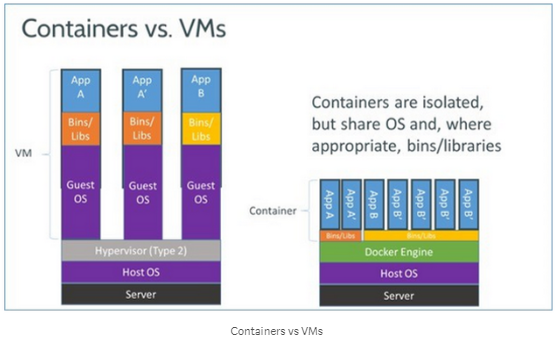 Containers vs. VMs
App
A
App
A'
App
B
Bins/
Libs
Bins/
Libs
Bins/
Libs
VM
Guest
OS
Guest
OS
Guest
OS
Hypervisor (Type 2)
Host OS
Server
Containers are isolated,
but share OS and, where
appropriate, bins/libraries
Container
App A
App A'
App B
App B'
App B'
App B'
App B'
Bins/Libs
Bins/Libs
Docker Engine
Host OS
Server
Containers vs VMs